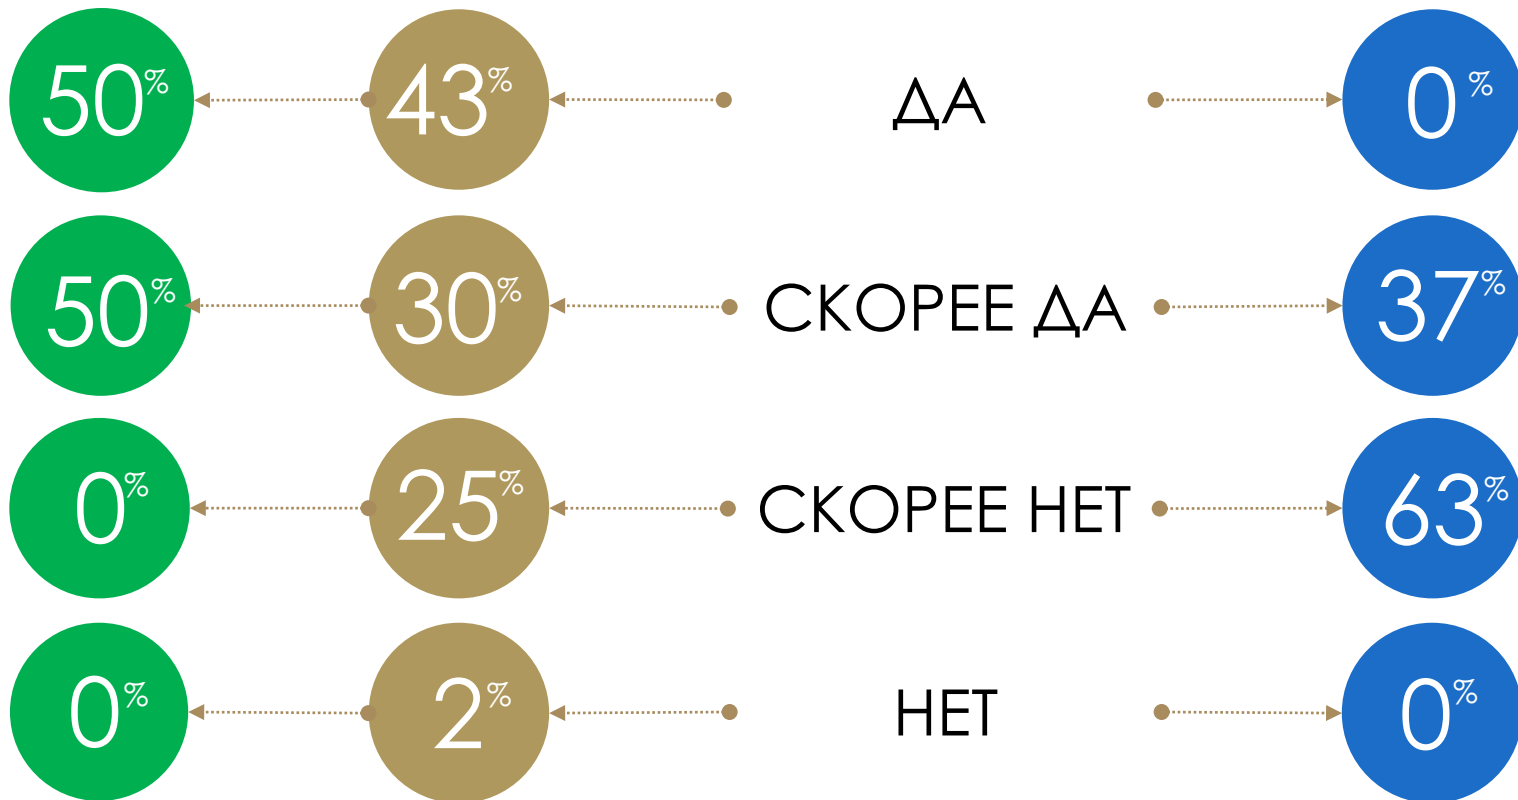 50% 43% ДА 0%
50% 30% СКОРЕЕ ДА 37%
0% 25% СКОРЕЕ НЕТ 63%
0% 2% НЕТ 0%